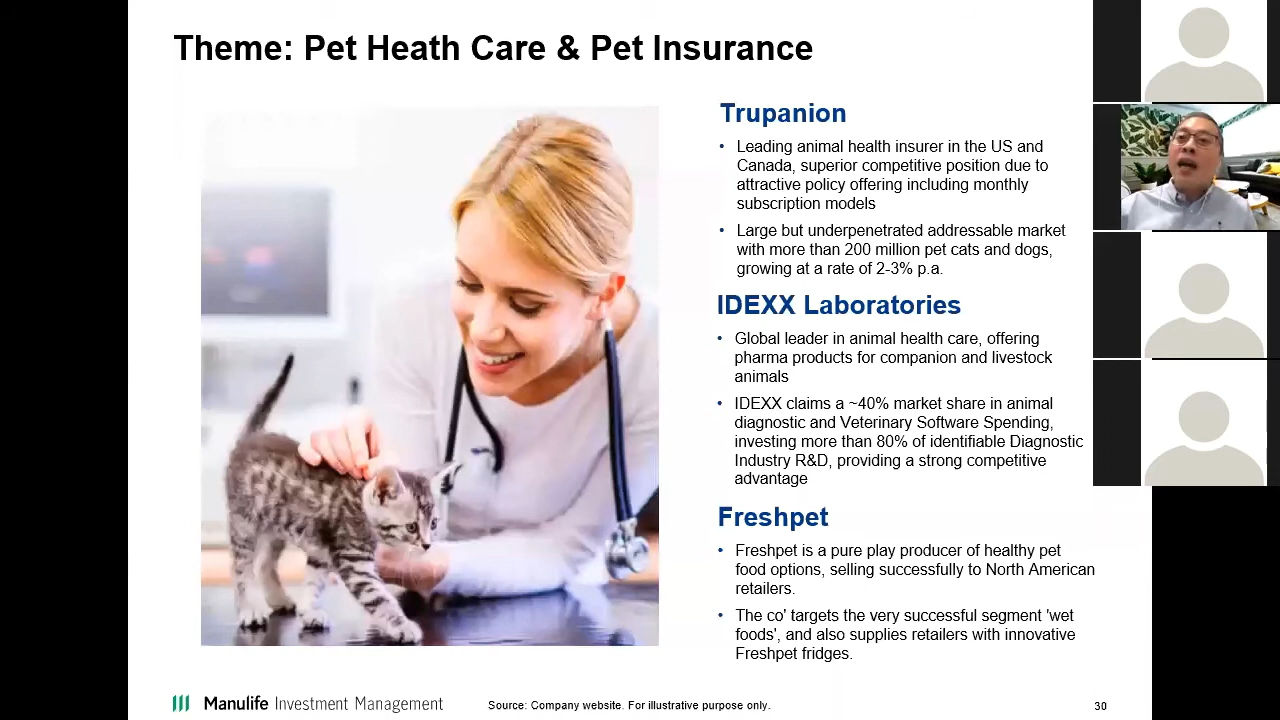 Theme: Pet Heath Care & Pet Insurance
Trupanion
• Leading animal health insurer in the US and
Canada, superior competitive position due to
attractive policy offering including monthly
subscription models
• Large but underpenetrated addressable market
with more than 200 million pet cats and dogs,
growing at a rate of 2-3% p.a.
IDEXX Laboratories
• Global leader in animal health care, offering
pharma products for companion and livestock
animals
• IDEXX claims a ~40% market share in animal
diagnostic and Veterinary Software Spending,
investing more than 80% of identifiable Diagnostic
Industry R&D, providing a strong competitive
advantage
Freshpet
• Freshpet is a pure play producer of healthy pet
food options, selling successfully to North American
retailers.
• The co' targets the very successful segment 'wet
foods', and also supplies retailers with innovative
Freshpet fridges.
Manulife Investment Management
Source: Company website. For illustrative purpose only.
30